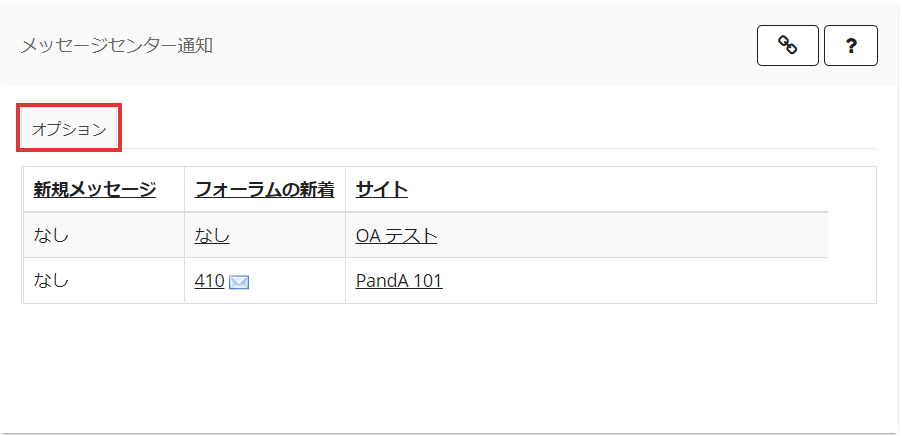 メッセージセンター通知
?
オプション
新規メッセージ フォーラムの新着 サイト
なし なし OA テスト
なし 410 PandA 101